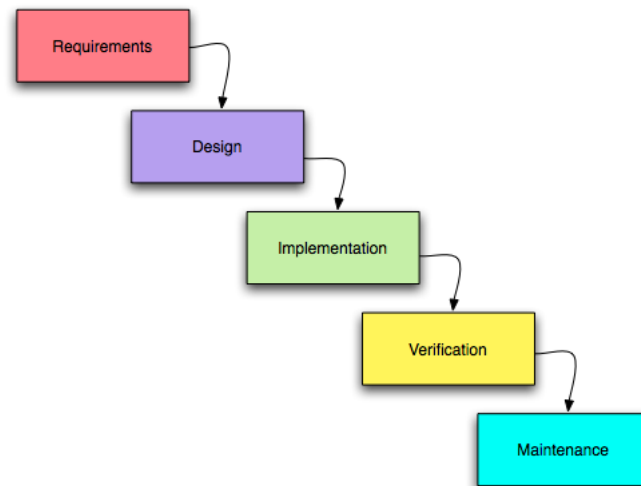 Requirements
Design
Implementation
Verification
Maintenance